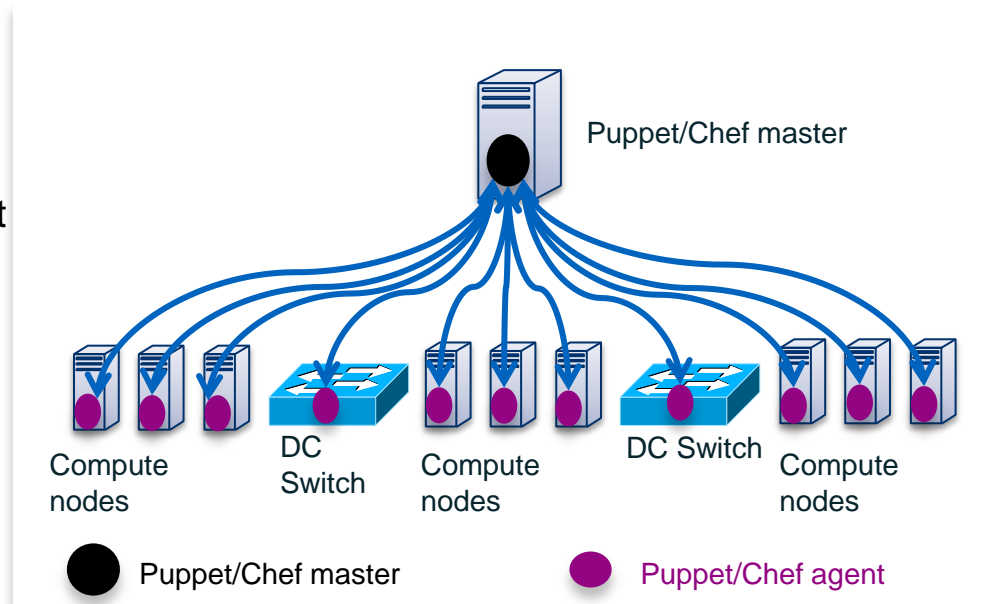 Puppet/Chef master
t
Compute
nodes
DC
Switch
Compute
nodes
DC Switch
Compute
nodes
Puppet/Chef master
Puppet/Chef agent